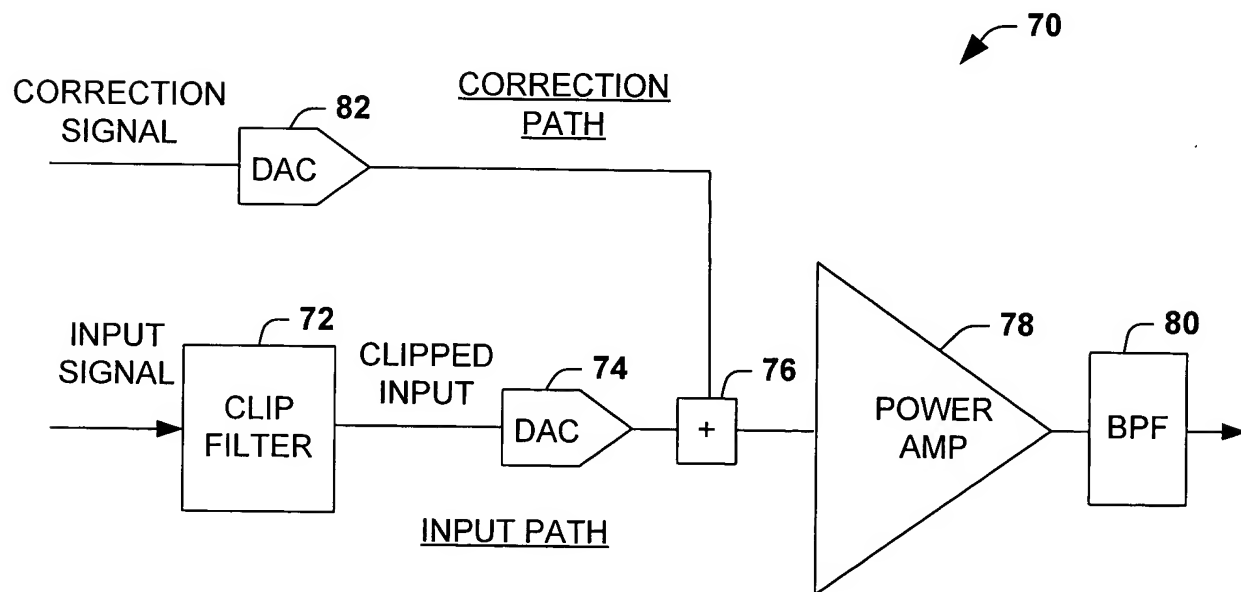 70
CORRECTION
SIGNAL
82
DAC
CORRECTION
PATH
INPUT
SIGNAL
72
CLIP
FILTER
CLIPPED
INPUT
74
DAC
76
+
INPUT PATH
78
POWER
AMP
80
BPF